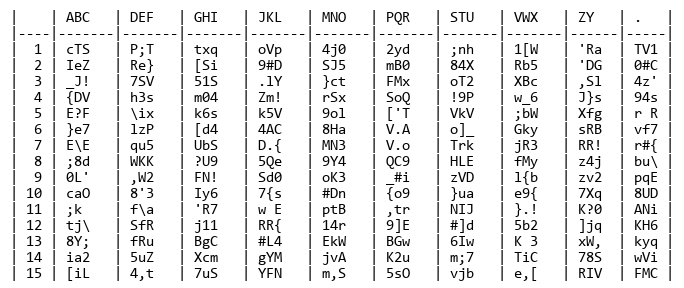 |    | ABC   | DEF   | GHI   | JKL   | MNO   | PQR   | STU   | VWX   | ZY  | .   |
|----|-------|-------|-------|-------|-------|-------|-------|-------|-----|-----|
|  1 | cTS   | P;T   | txq   | oVp   | 4j0   | 2yd   | ;nh   | 1[W   | 'Ra | TV1 |
|  2 | IeZ   | Re}   | [Si   | 9#D   | SJ5   | mB0   | 84X   | Rb5   | 'DG | 0#C |
|  3 | _J!   | 7SV   | 51S   | .lY   | }ct   | FMx   | oT2   | XBc   | ,Sl | 4z' |
|  4 | {DV   | h3s   | m04   | Zm!   | rSx   | SoQ   | !9P   | w_6   | J}s | 94s |
|  5 | E?F   | \ix   | k6s   | k5V   | 9ol   | ['T   | VkV   | ;bW   | Xfg | r R |
|  6 | }e7   | lzP   | [d4   | 4AC   | 8Ha   | V.A   | o]_   | Gky   | sRB | vf7 |
|  7 | E\E   | qu5   | UbS   | D.{   | MN3   | V.o   | Trk   | jR3   | RR! | r#{ |
|  8 | ;8d   | WKK   | ?U9   | 5Qe   | 9Y4   | QC9   | HLE   | fMy   | z4j | bu\ |
|  9 | 0L'   | ,W2   | FN!   | Sd0   | oK3   | _#i   | zVD   | l{b   | zv2 | pqE |
| 10 | caO   | 8'3   | Iy6   | 7{s   | #Dn   | {o9   | }ua   | e9{   | 7Xq | 8UD |
| 11 | ;k    | f\a   | 'R7   | w E   | ptB   | ,tr   | NIJ   | }.!   | K?0 | ANi |
| 12 | tj\   | SfR   | j11   | RR{   | 14r   | 9]E   | #]d   | 5b2   | ]jq | KH6 |
| 13 | 8Y;   | fRu   | BgC   | #L4   | EkW   | BGw   | 6Iw   | K 3   | xW, | kyq |
| 14 | ia2   | 5uZ   | Xcm   | gYM   | jvA   | K2u   | m;7   | TiC   | 78S | wVi |
| 15 | [iL   | 4,t   | 7uS   | YFN   | m,S   | 5sO   | vjb   | e,[   | RIV | FMC |